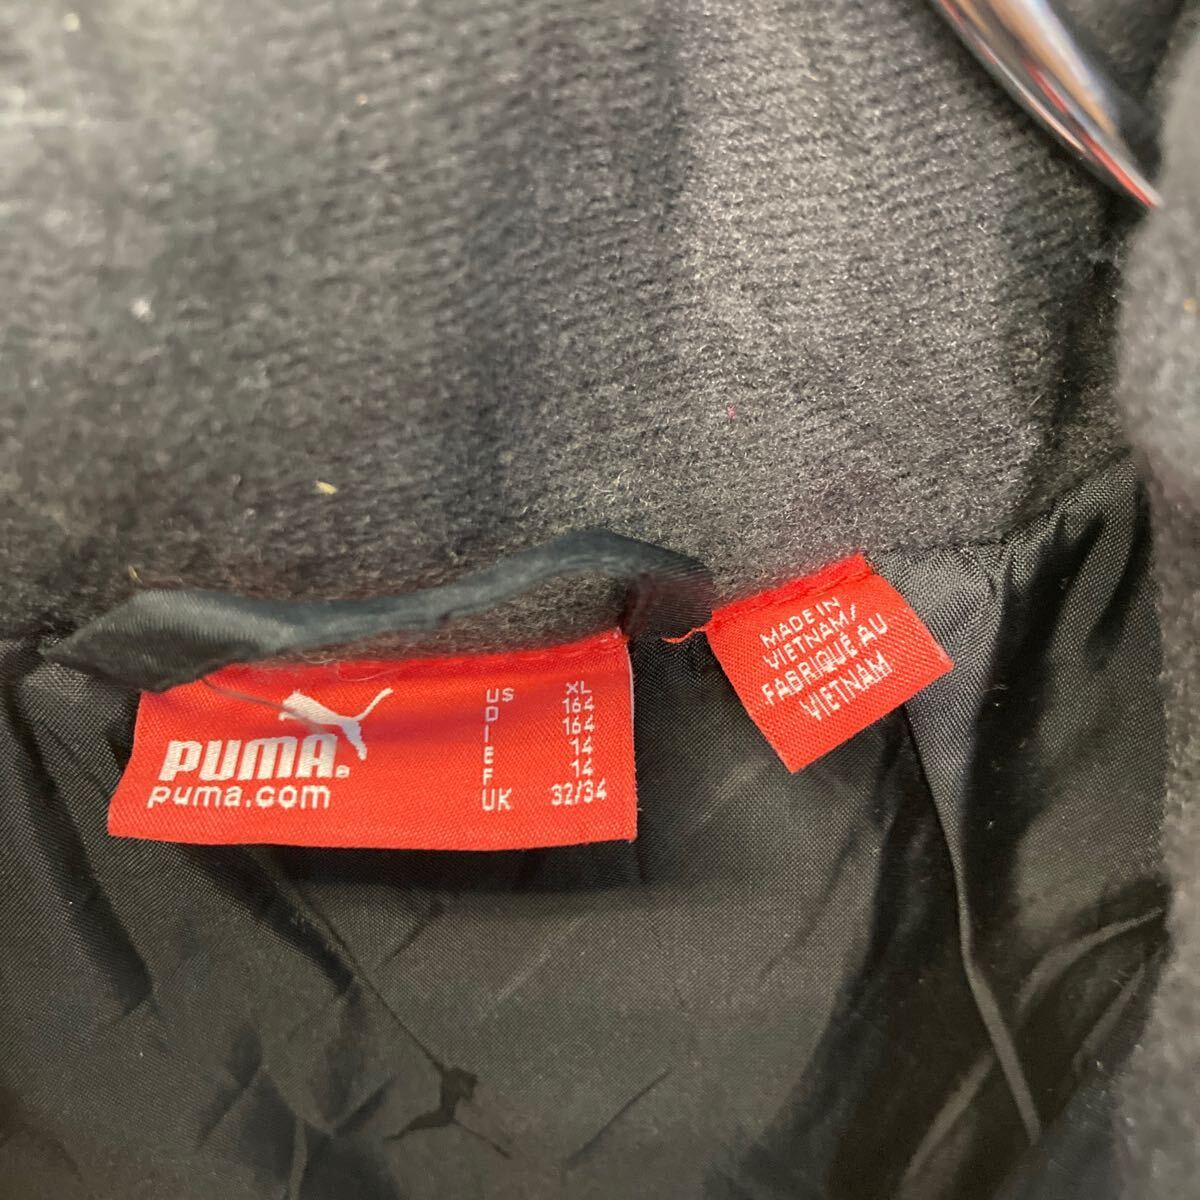 PUMA®
puma.com
US XL
D 164
I 164
E 14
F 14
UK 32/34
MADE IN
VIETNAM/
FABRIQUÉ AU
VIETNAM